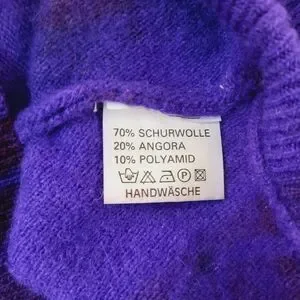 70% SCHURWOLLE
20% ANGORA
10% POLYAMID
HANDWÄSCHE